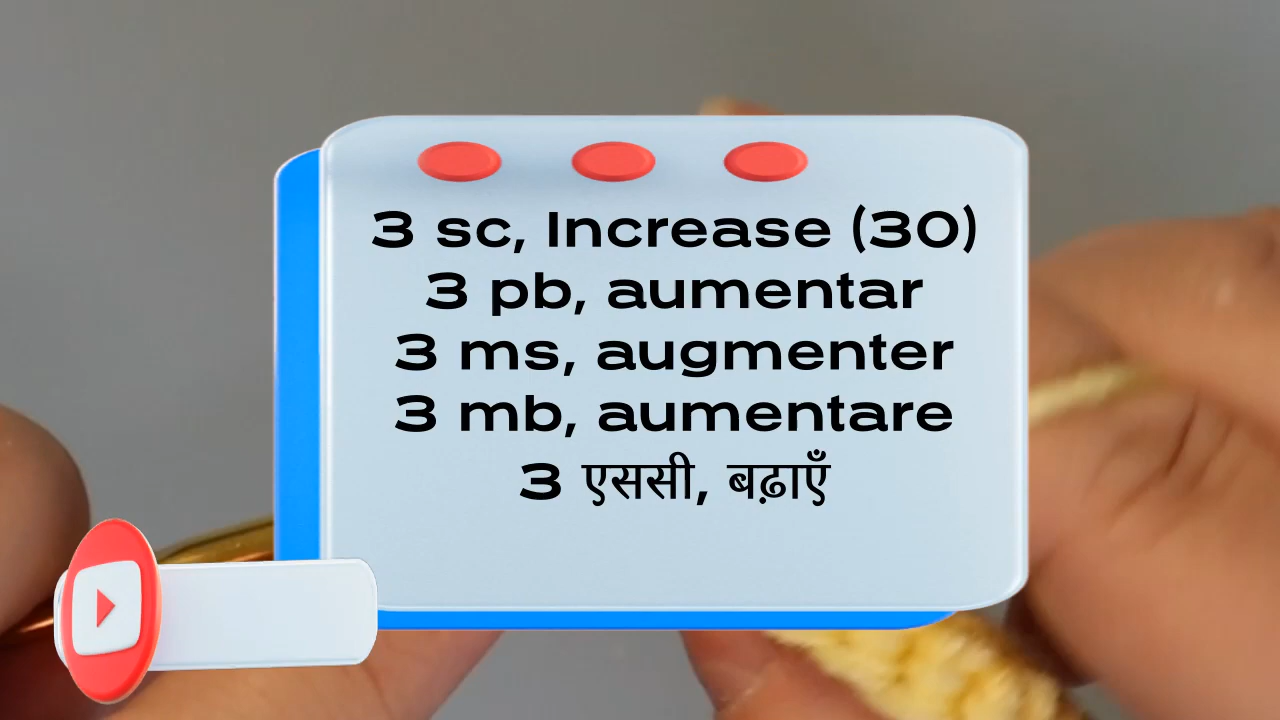 3 sc, Increase (30)
3 pb, aumentar
3 ms, augmenter
3 mb, aumentare
3 एससी, बढ़ाएँ